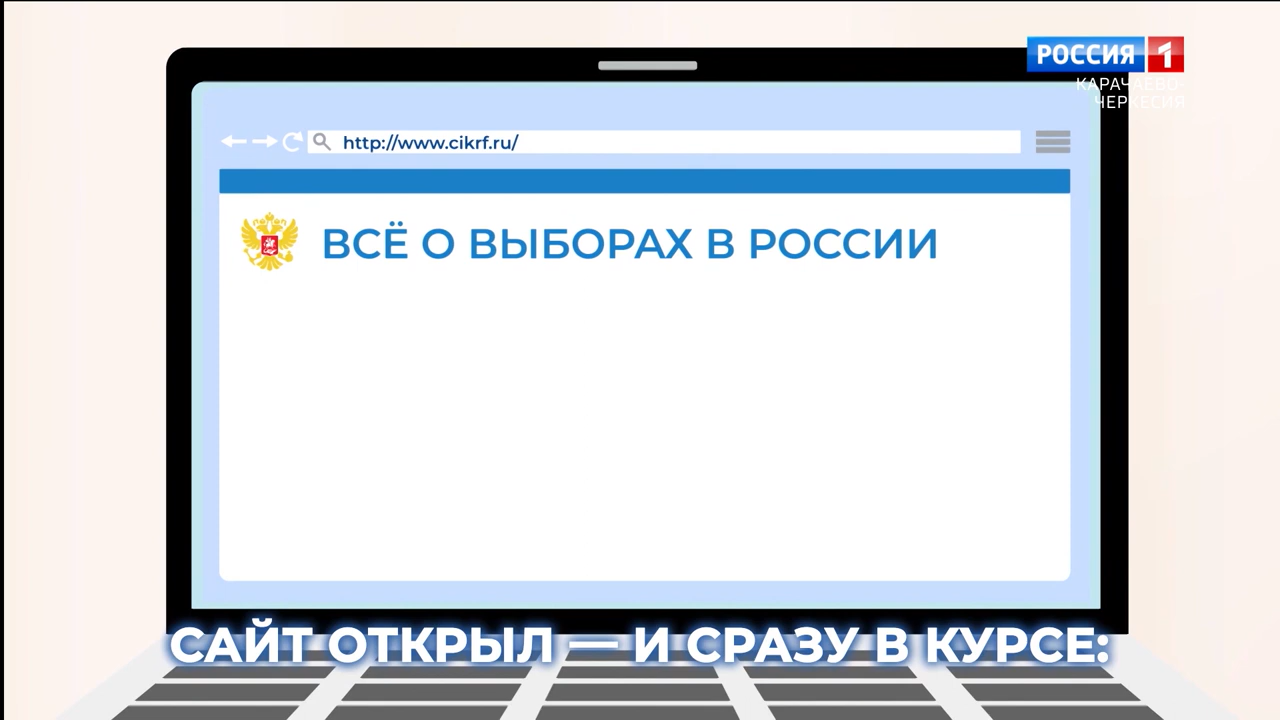 РОССИЯ 1
КАРАЧАЕВО-
ЧЕРКЕСИЯ
http://www.cikrf.ru/
ВСЁ О ВЫБОРАХ В РОССИИ
САЙТ ОТКРЫЛ — И СРАЗУ В КУРСЕ: